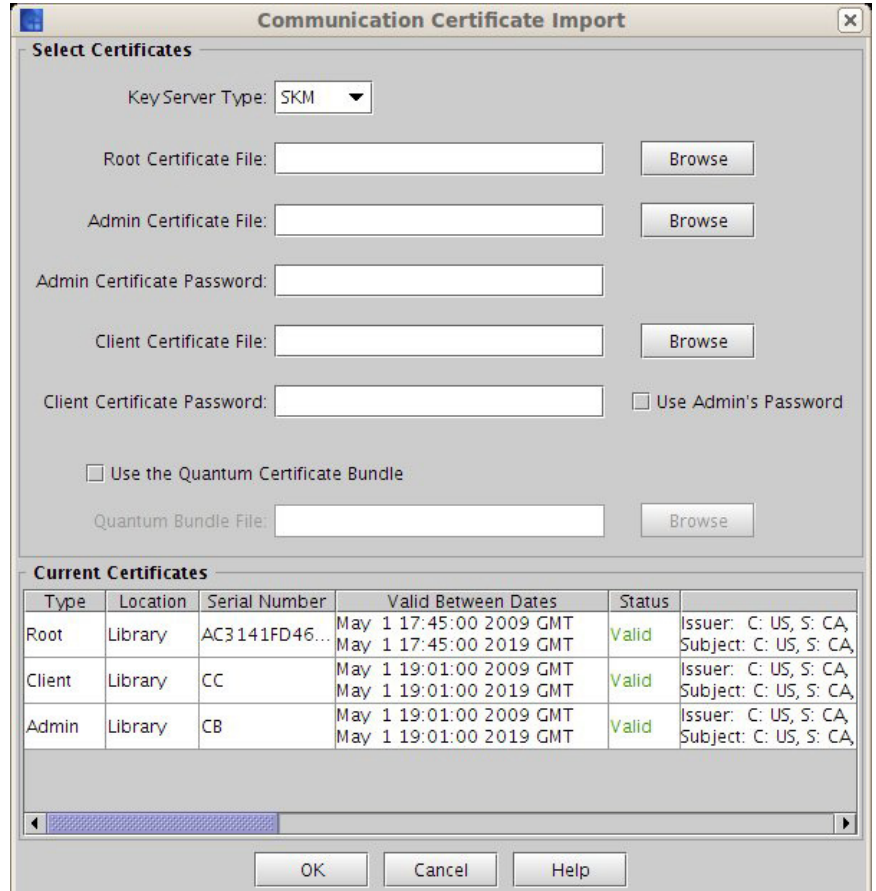 Communication Certificate Import
Select Certificates
Key Server Type: SKM
Root Certificate File: Browse
Admin Certificate File: Browse
Admin Certificate Password:
Client Certificate File: Browse
Client Certificate Password: Use Admin's Password
Use the Quantum Certificate Bundle
Quantum Bundle File: Browse
Current Certificates
Type Location Serial Number Valid Between Dates Status
Root Library AC3141FD46... May 1 17:45:00 2009 GMT Valid Issuer: C: US, S: CA,
May 1 17:45:00 2019 GMT Subject: C: US, S: CA,
Client Library CC May 1 19:01:00 2009 GMT Valid Issuer: C: US, S: CA,
May 1 19:01:00 2019 GMT Subject: C: US, S: CA,
Admin Library CB May 1 19:01:00 2009 GMT Valid Issuer: C: US, S: CA,
May 1 19:01:00 2019 GMT Subject: C: US, S: CA,
OK Cancel Help